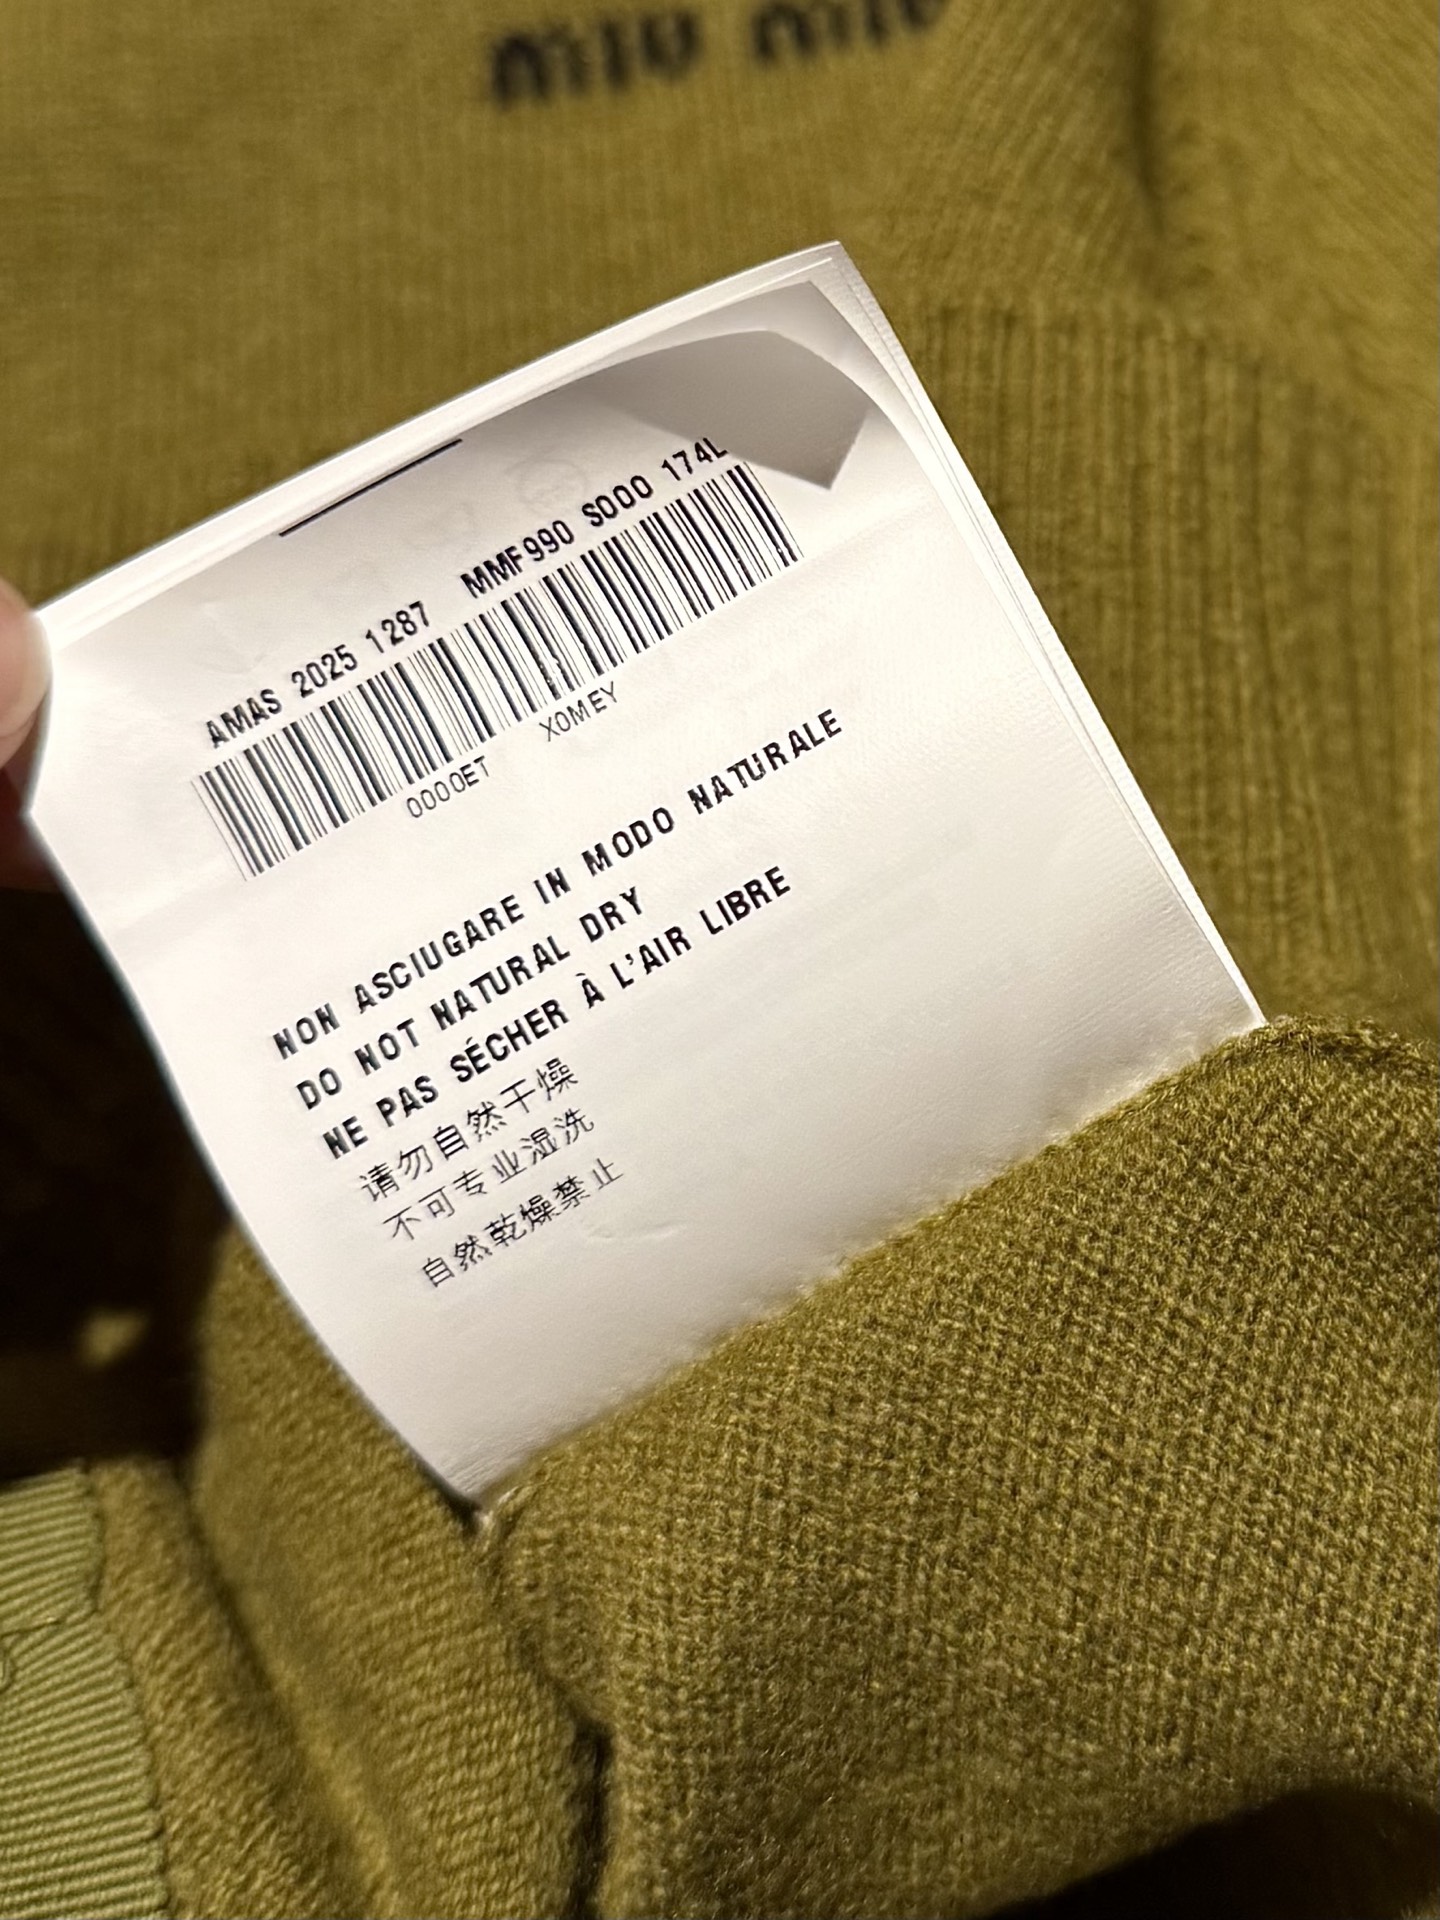 miu miu
AMAS 2025 1287 MMF990 S000 174L
0000ET XOMEY
NON ASCIUGARE IN MODO NATURALE
DO NOT NATURAL DRY
NE PAS SÉCHER À L'AIR LIBRE
请勿自然干燥
不可专业湿洗
自然乾燥禁止